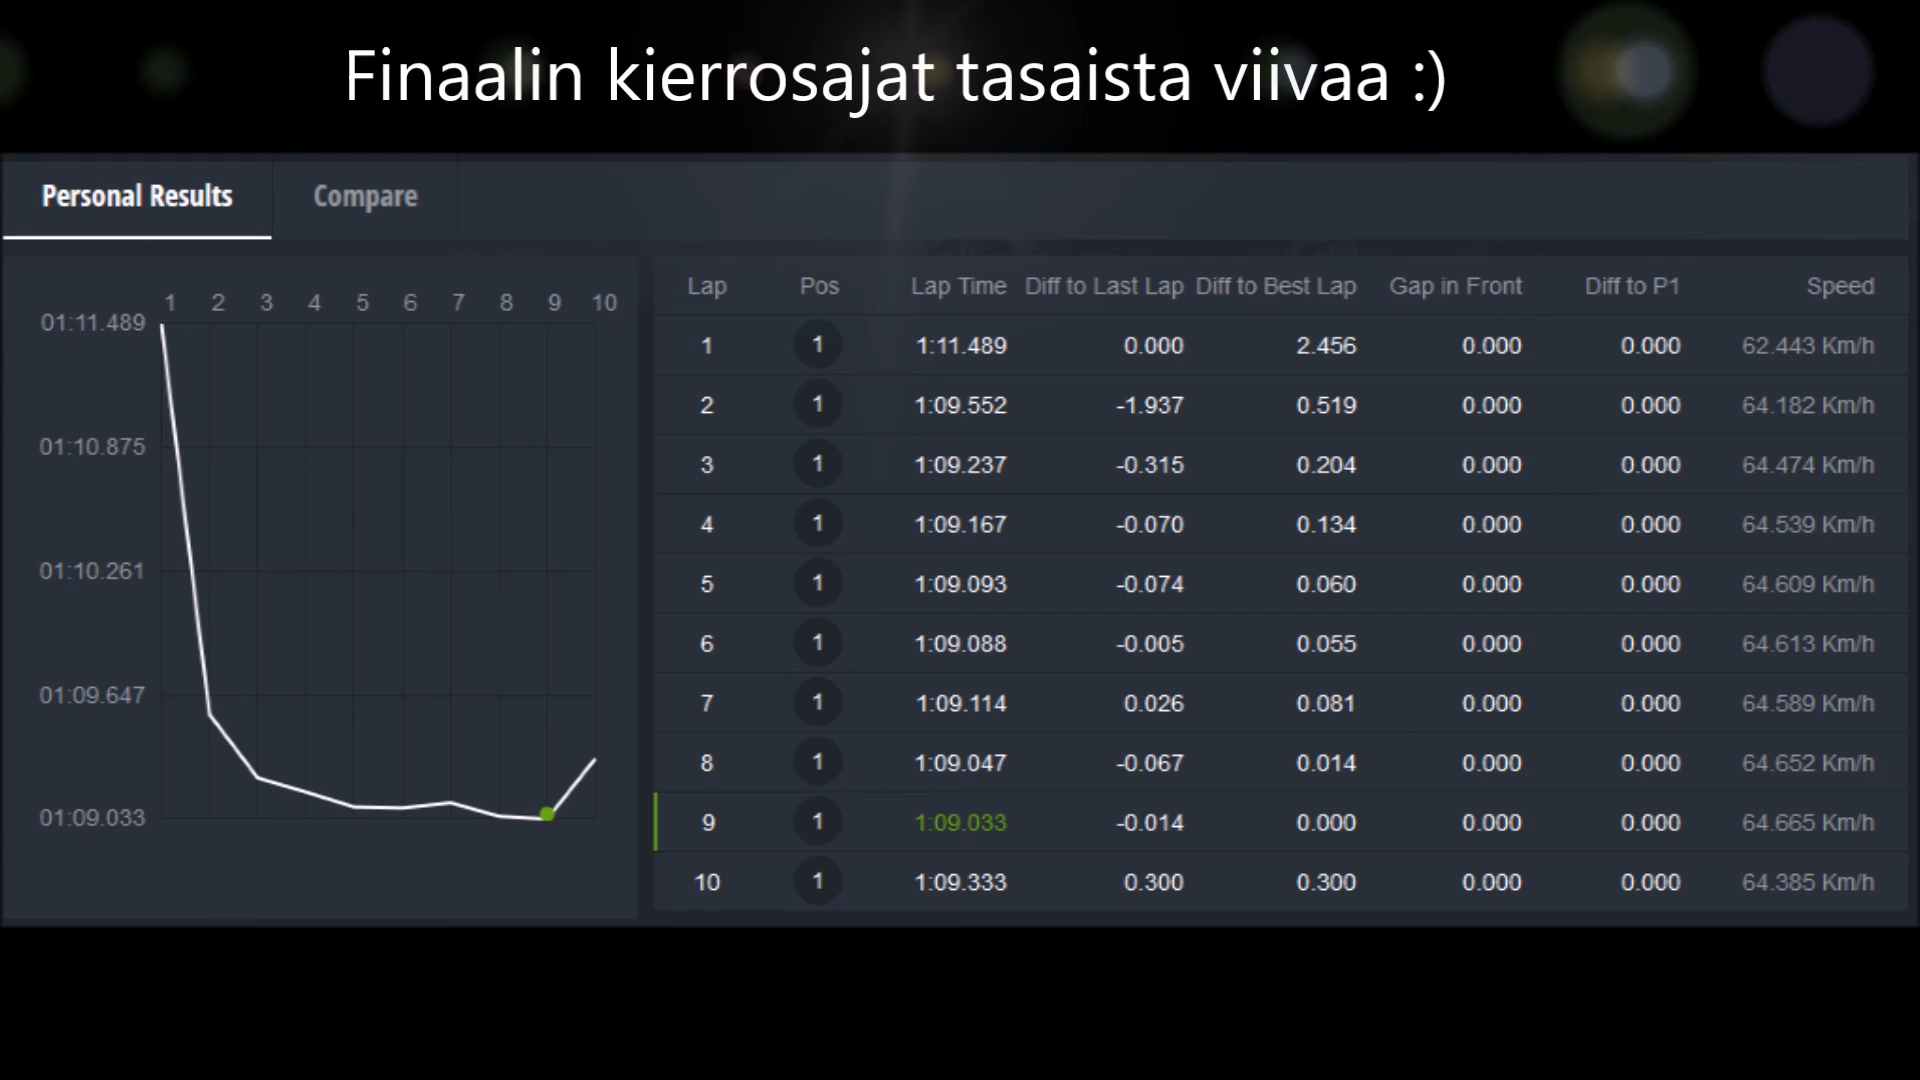 Finaalin kierrosajat tasaista viivaa :)
Personal Results Compare
1 2 3 4 5 6 7 8 9 10
01:11.489
01:10.875
01:10.261
01:09.647
01:09.033
Lap Pos Lap Time Diff to Last Lap Diff to Best Lap Gap in Front Diff to P1 Speed
1 1 1:11.489 0.000 2.456 0.000 0.000 62.443 Km/h
2 1 1:09.552 -1.937 0.519 0.000 0.000 64.182 Km/h
3 1 1:09.237 -0.315 0.204 0.000 0.000 64.474 Km/h
4 1 1:09.167 -0.070 0.134 0.000 0.000 64.539 Km/h
5 1 1:09.093 -0.074 0.060 0.000 0.000 64.609 Km/h
6 1 1:09.088 -0.005 0.055 0.000 0.000 64.613 Km/h
7 1 1:09.114 0.026 0.081 0.000 0.000 64.589 Km/h
8 1 1:09.047 -0.067 0.014 0.000 0.000 64.652 Km/h
9 1 1:09.033 -0.014 0.000 0.000 0.000 64.665 Km/h
10 1 1:09.333 0.300 0.300 0.000 0.000 64.385 Km/h